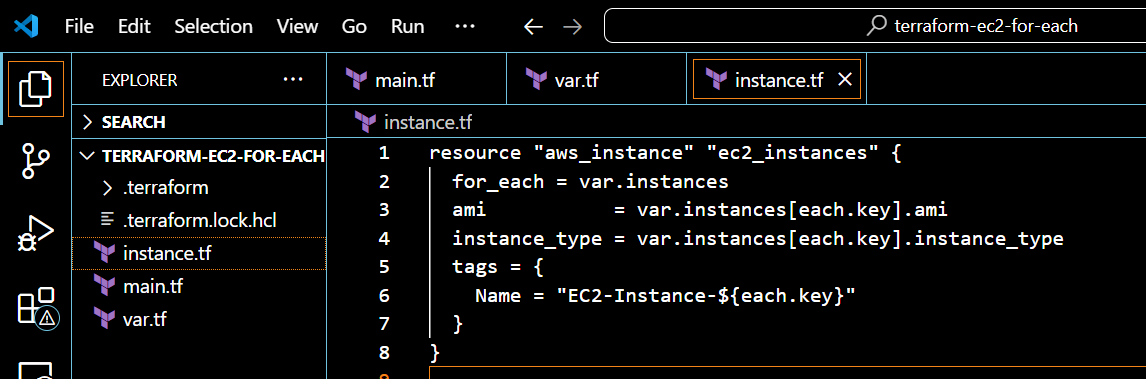 File Edit Selection View Go Run ···
terraform-ec2-for-each
EXPLORER ···
main.tf
var.tf
instance.tf
SEARCH
instance.tf
TERRAFORM-EC2-FOR-EACH
.terraform
.terraform.lock.hcl
instance.tf
main.tf
var.tf
1 resource "aws_instance" "ec2_instances" {
2   for_each = var.instances
3   ami           = var.instances[each.key].ami
4   instance_type = var.instances[each.key].instance_type
5   tags = {
6     Name = "EC2-Instance-${each.key}"
7   }
8 }